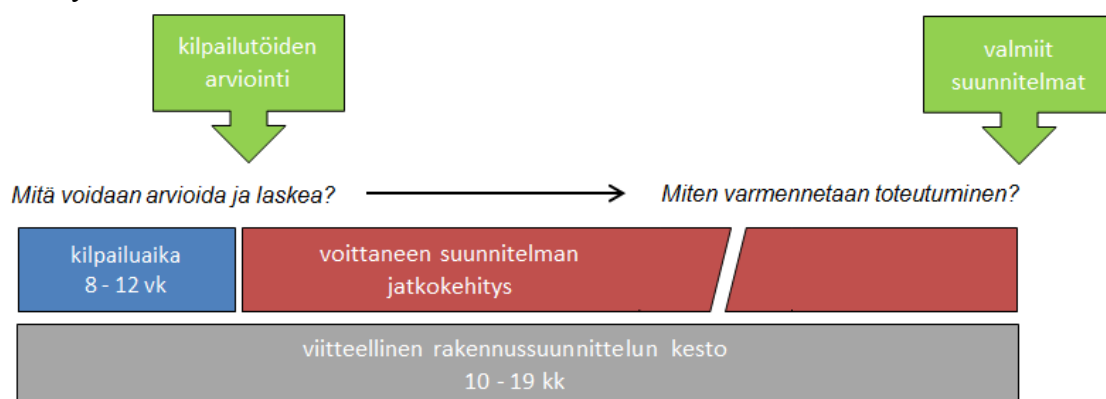 kilpailutöiden
arviointi
valmiit
suunnitelmat
Mitä voidaan arvioida ja laskea?
Miten varmennetaan toteutuminen?
kilpailuaika
8 - 12 vk
voittaneen suunnitelman
jatkokehitys
viitteellinen rakennussuunnittelun kesto
10 - 19 kk